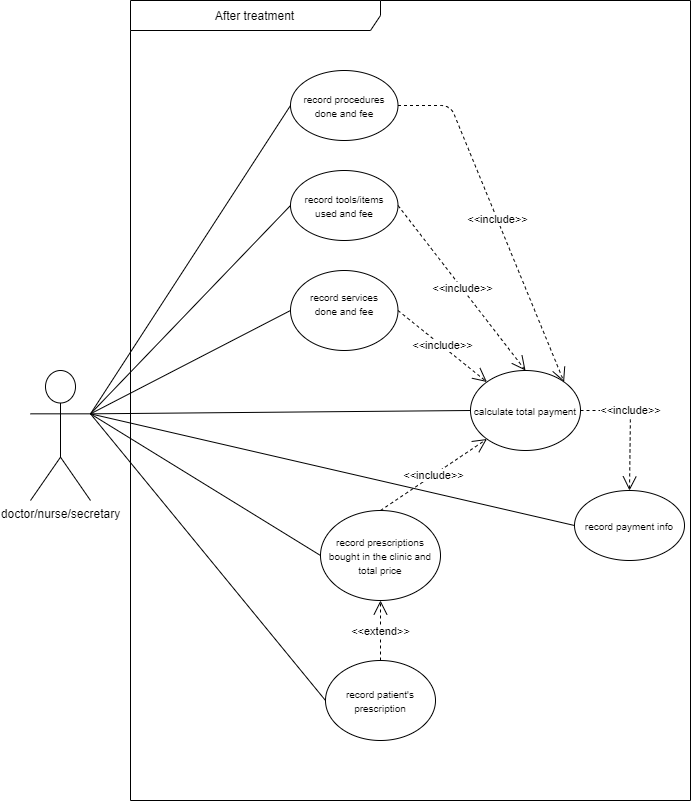 After treatment
record procedures
done and fee
record tools/items
used and fee
<<include>>
<<include>>
record services
done and fee
<<include>>
calculate total payment
<<include>>
<<include>>
doctor/nurse/secretary
record payment info
record prescriptions
bought in the clinic and
total price
<<extend>>
record patient's
prescription